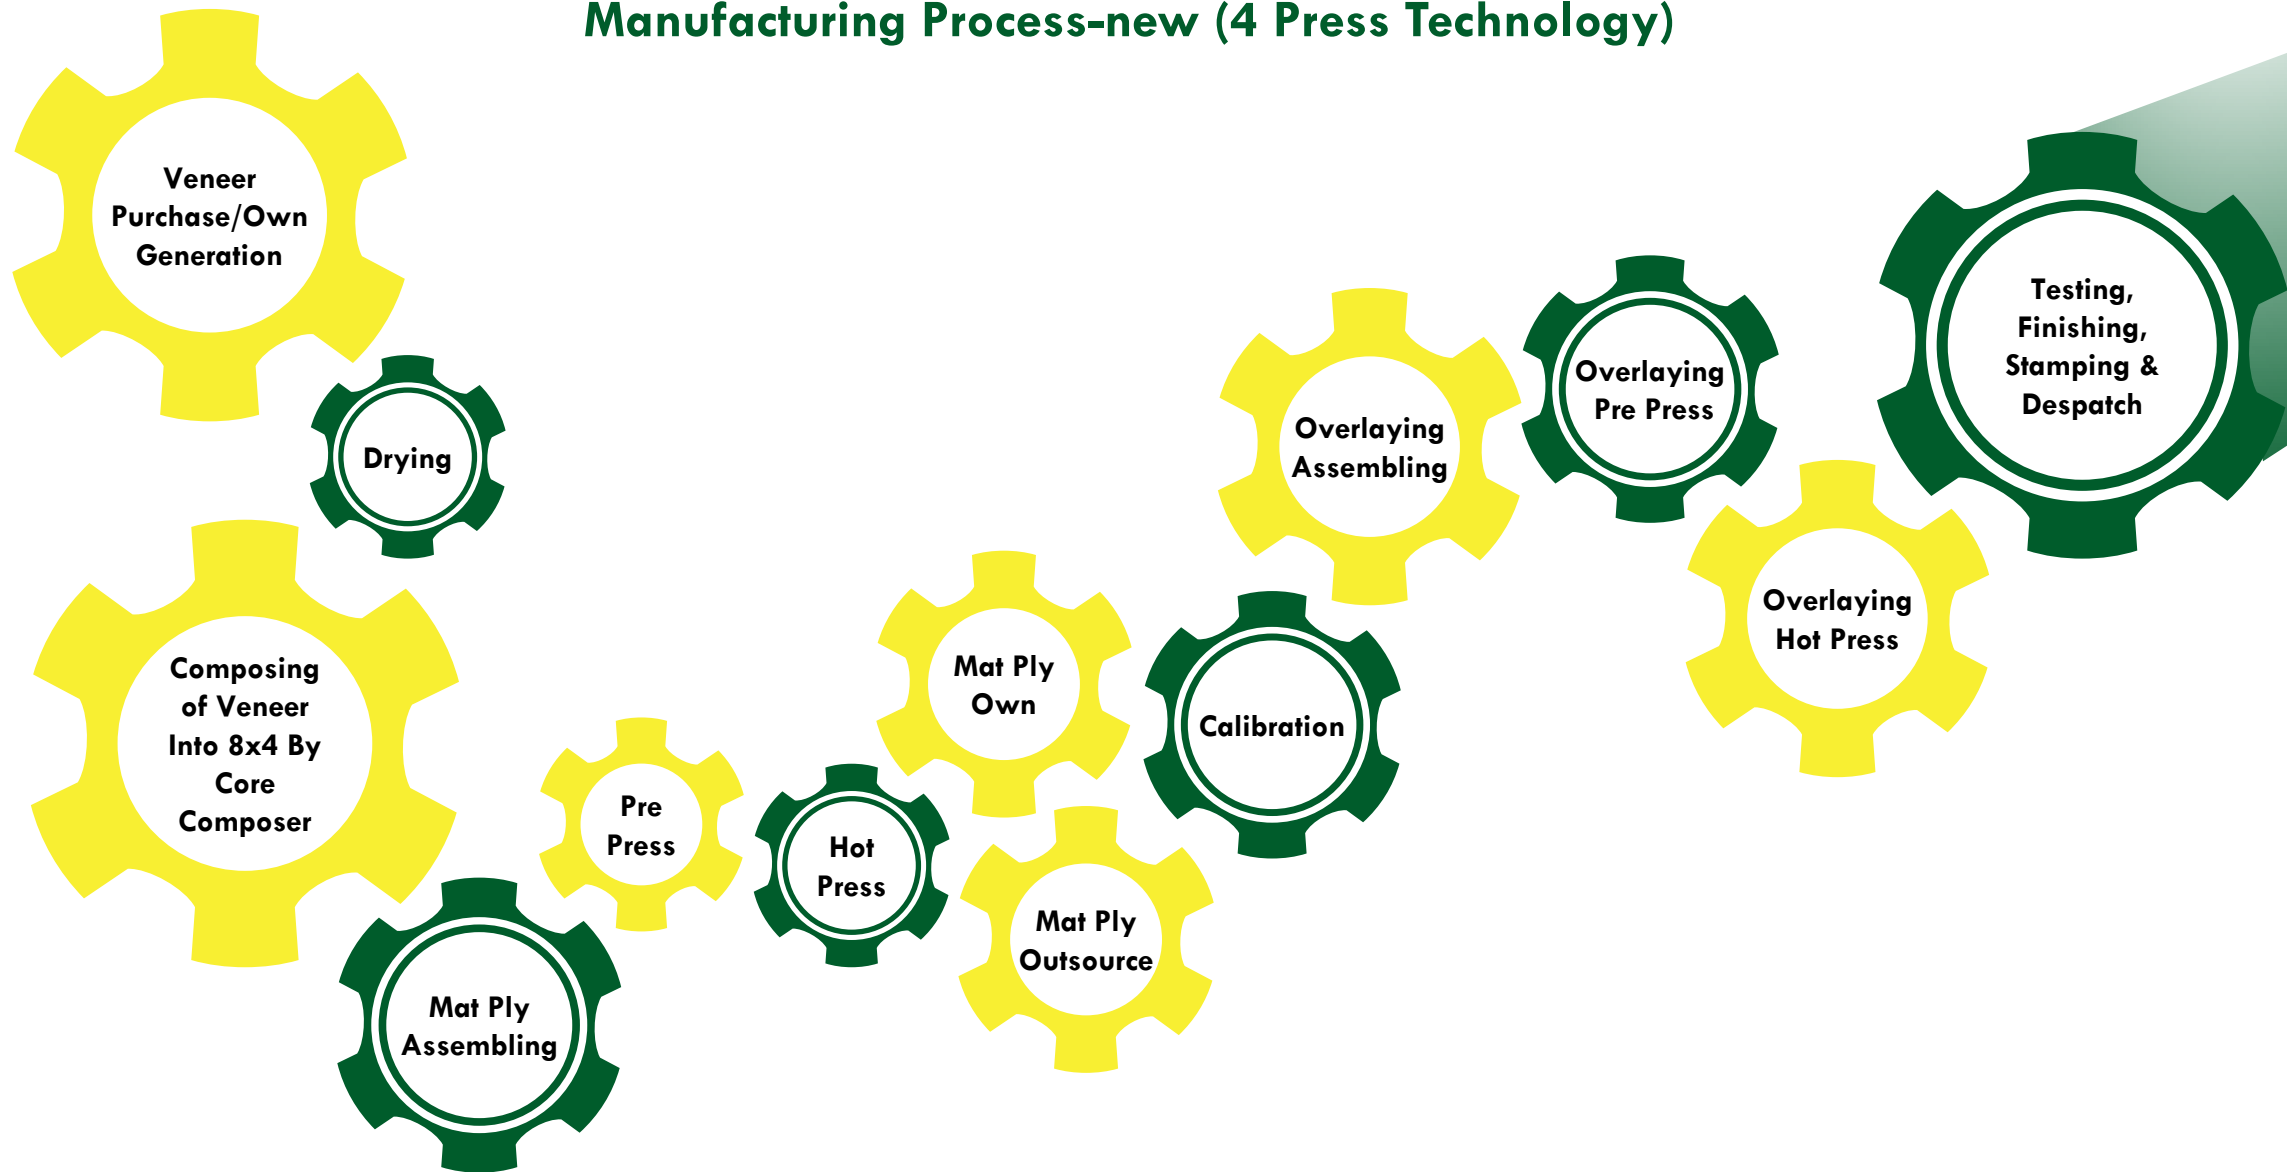 Manufacturing Process-new (4 Press Technology)
Veneer
Purchase/Own
Generation
Drying
Composing
of Veneer
Into 8x4 By
Core
Composer
Mat Ply
Assembling
Pre
Press
Hot
Press
Mat Ply
Own
Mat Ply
Outsource
Calibration
Overlaying
Assembling
Overlaying
Pre Press
Overlaying
Hot Press
Testing,
Finishing,
Stamping &
Despatch